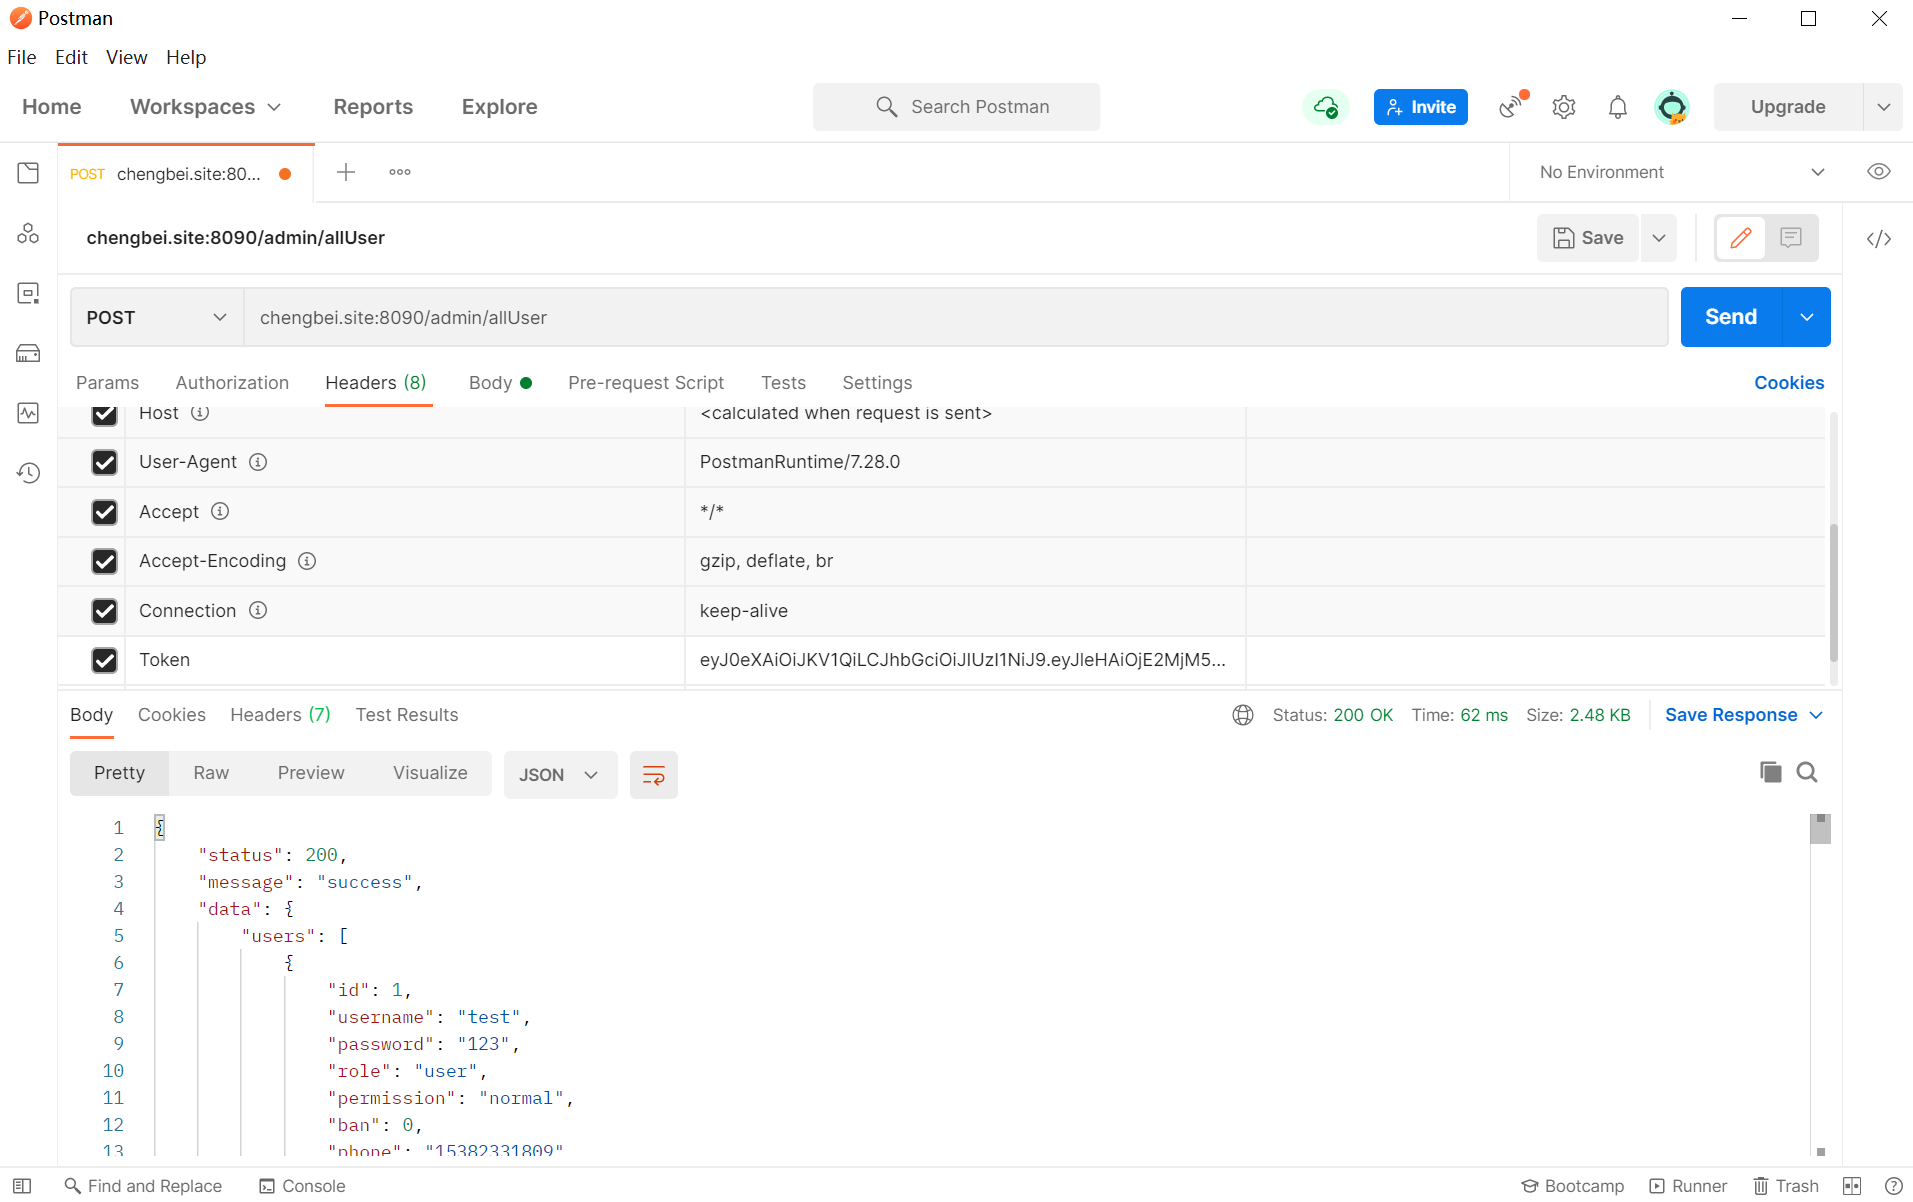 Postman
File Edit View Help
Home Workspaces Reports Explore Search Postman Invite Upgrade
POST chengbei.site:80... No Environment
chengbei.site:8090/admin/allUser Save
POST chengbei.site:8090/admin/allUser Send
Params Authorization Headers (8) Body Pre-request Script Tests Settings Cookies
Host <calculated when request is sent>
User-Agent PostmanRuntime/7.28.0
Accept */*
Accept-Encoding gzip, deflate, br
Connection keep-alive
Token eyJ0eXAiOiJKV1QiLCJhbGciOiJIUzI1NiJ9.eyJleHAiOjE2MjM5...
Body Cookies Headers (7) Test Results Status: 200 OK Time: 62 ms Size: 2.48 KB Save Response
Pretty Raw Preview Visualize JSON
1 {
2 "status": 200,
3 "message": "success",
4 "data": {
5 "users": [
6 {
7 "id": 1,
8 "username": "test",
9 "password": "123",
10 "role": "user",
11 "permission": "normal",
12 "ban": 0,
13 "phone": "15382331809"
Find and Replace Console Bootcamp Runner Trash